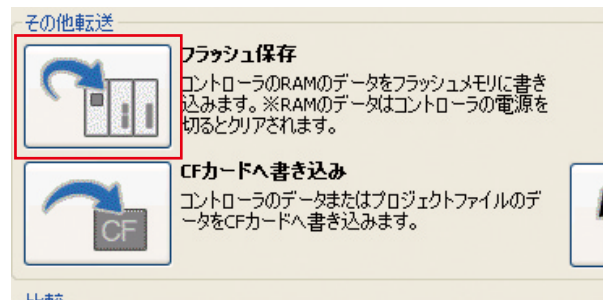 その他転送
フラッシュ保存
コントローラのRAMのデータをフラッシュメモリに書き
込みます。※RAMのデータはコントローラの電源を
切るとクリアされます。
CFカードへ書き込み
コントローラのデータまたはプロジェクトファイルのデ
ータをCFカードへ書き込みます。
CF